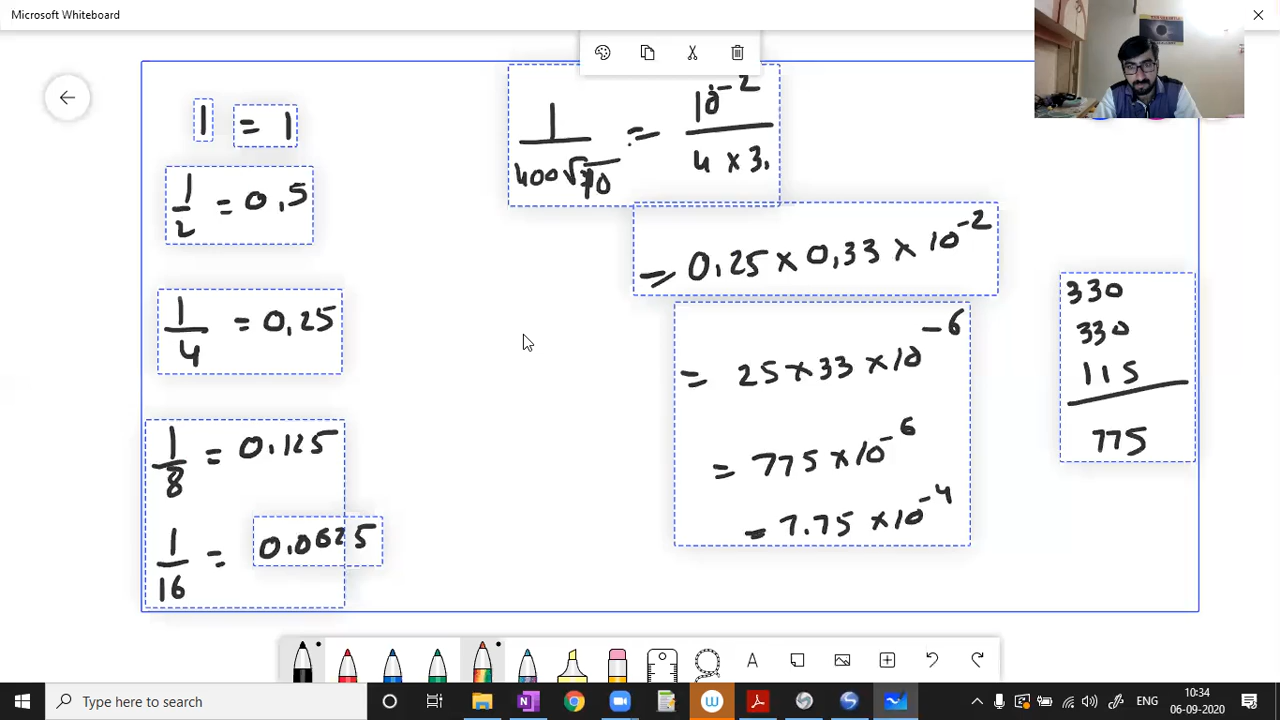 Microsoft Whiteboard
1 = 1
1/2 = 0.5
1/4 = 0.25
1/8 = 0.125
1/16 = 0.0625
1/(400√10) = 10⁻²/(4 × 3.
= 0.25 × 0.33 × 10⁻²
= 25 × 33 × 10⁻⁶
= 775 × 10⁻⁶
= 7.75 × 10⁻⁴
330
330
115
775
Type here to search
ENG
10:34
06-09-2020